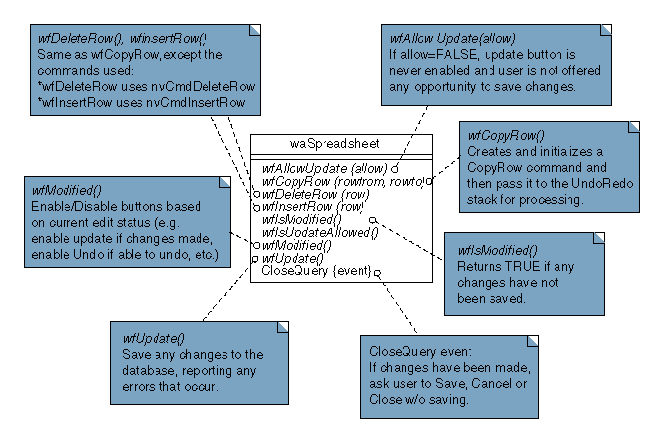 wfDeleteRow(), wfinsertRow()
Same as wfCopyRow,except the
commands used:
*wfDeleteRow uses nvCmdDeleteRow
*wfInsertRow uses nvCmdInsertRow
wfAllow Update(allow)
If allow=FALSE, update button is
never enabled and user is not offered
any opportunity to save changes.
wfCopyRow()
Creates and initiaizes a
CopyRow command and
then pass it to the UndoRedo
stack for processing.
waSpreadsheet
wfAllowUpdate (allow)
wfCopyRow (rowfrom, rowto)
wfDeleteRow (row)
wfInsertRow (row)
wfIsModified()
wfIsUpdateAllowed()
wfModified()
wfUpdate()
CloseQuery {event}
wfModified()
Enable/Disable buttons based
on current edit status (e.g.
enable update if changes made,
enable Undo if able to undo, etc.)
wfIsModified()
Returns TRUE if any
changes have not
been saved.
wfUpdate()
Save any changes to the
database, reporting any
errors that occur.
CloseQuery even:
If changes have been made,
ask user to Save, Cancel or
Close w/o saving.